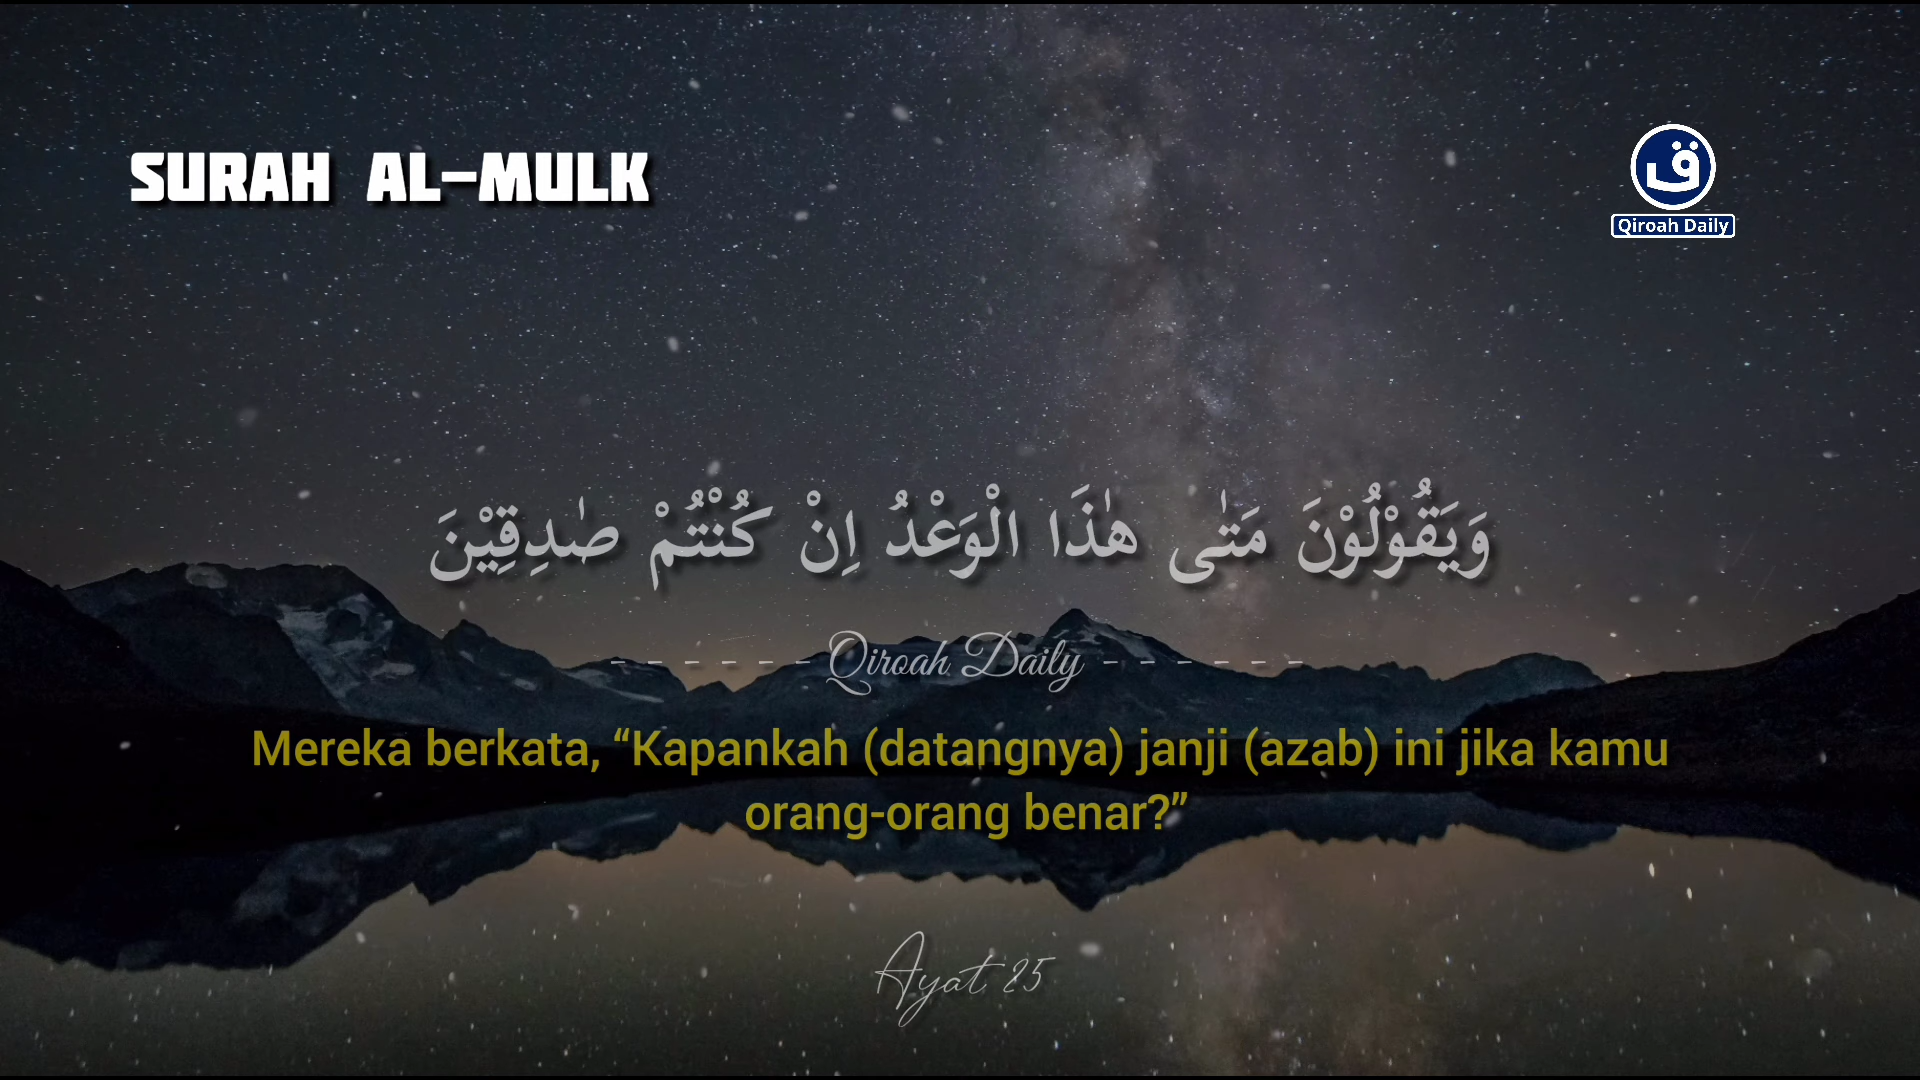 SURAH AL-MULK
ق
Qiroah Daily
وَيَقُوْلُوْنَ مَتٰى هٰذَا الْوَعْدُ اِنْ كُنْتُمْ صٰدِقِيْنَ
- - - - - - Qiroah Daily - - - - - -
Mereka berkata, “Kapankah (datangnya) janji (azab) ini jika kamu
orang-orang benar?”
Ayat 25